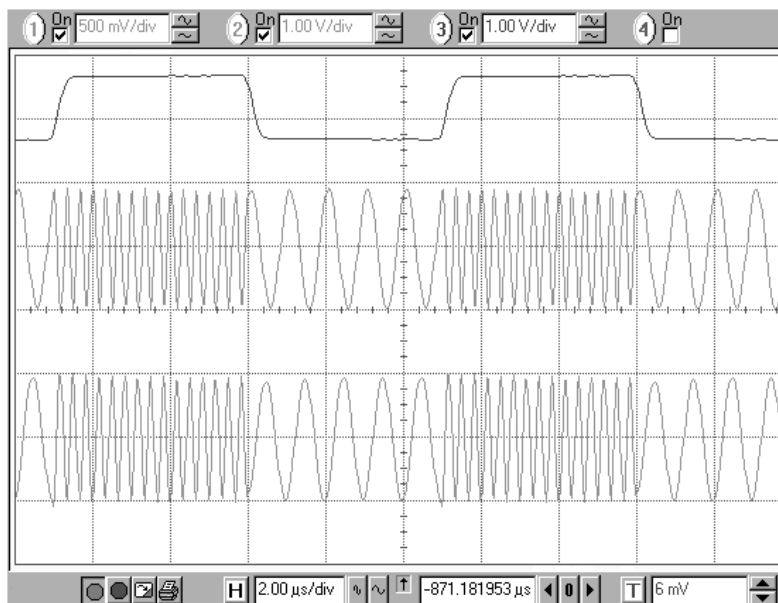 1 On 500 mV/div 2 On 1.00 V/div 3 On 1.00 V/div 4 On
H 2.00 µs/div -871.181953 µs 0 T 6 mV